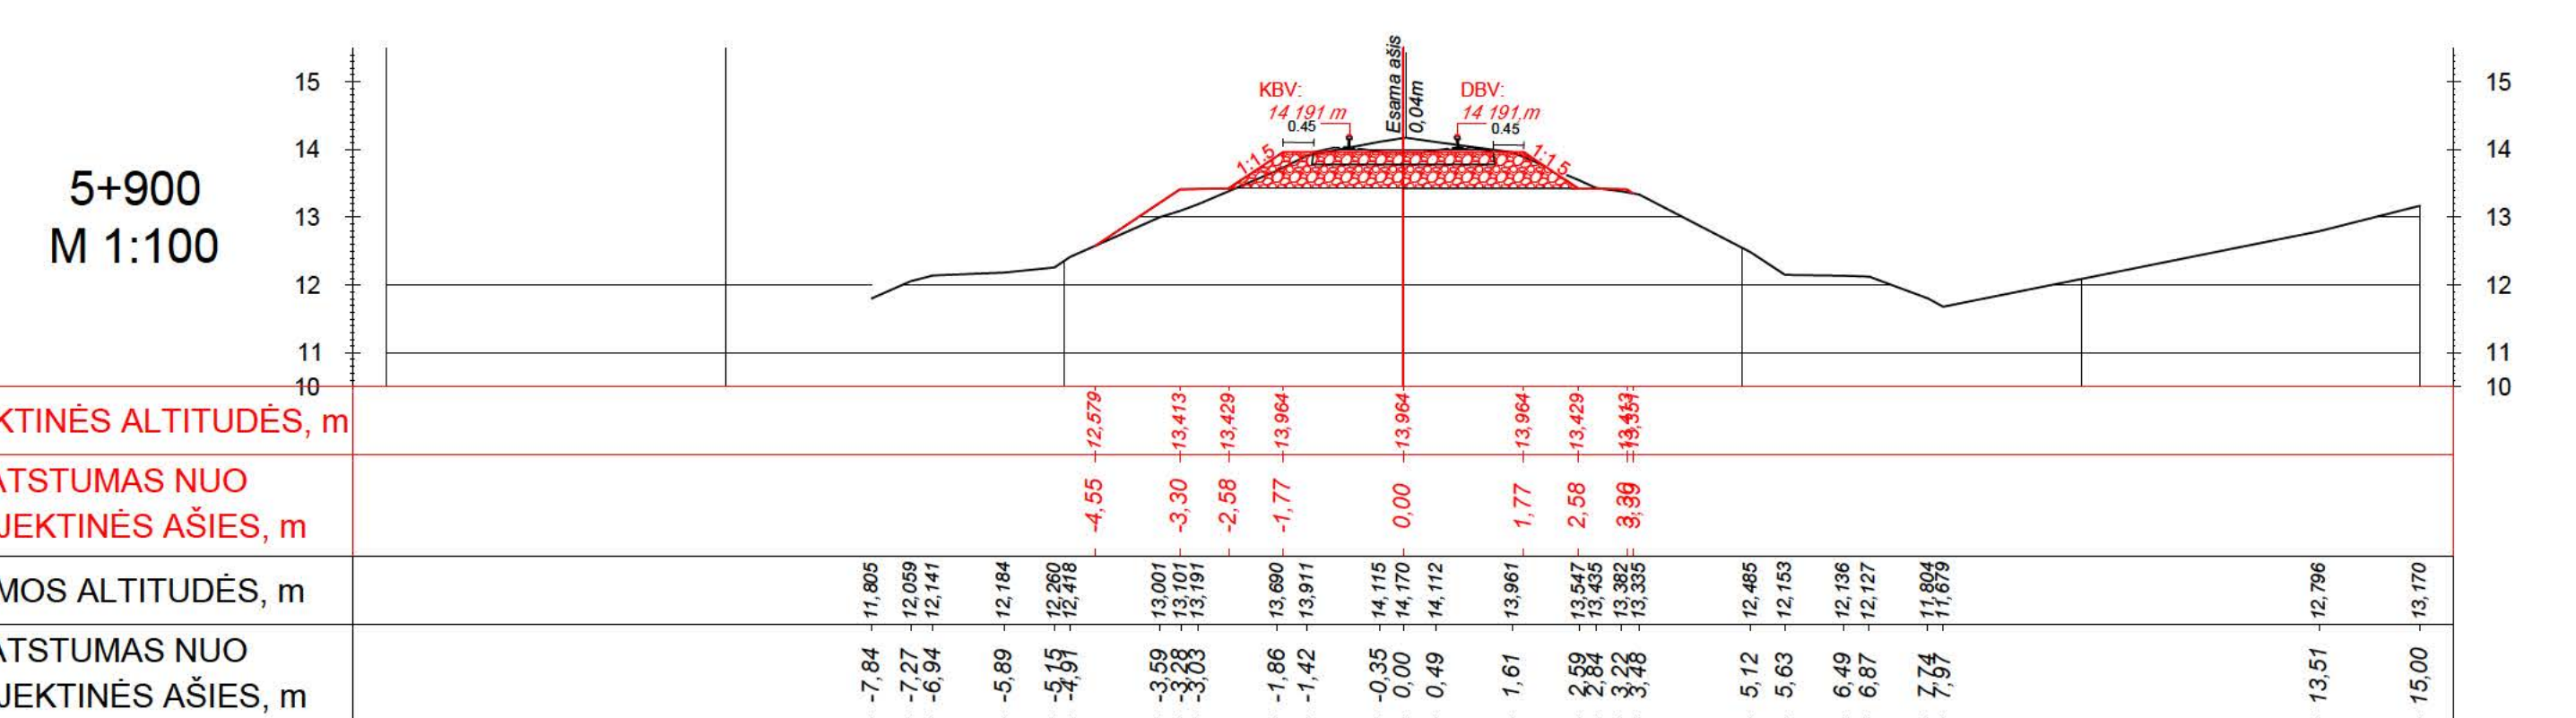 Esama ašis
0,04m
KBV:
14 191 m
DBV:
14 191 m
0.45
0.45
1:1.5
1:1.5
5+900
M 1:100
15
14
13
12
11
10
15
14
13
12
11
10
KTINĖS ALTITUDĖS, m
12,579 13,413 13,429 13,964 13,964 13,964 13,429 13,413 13,351
ATSTUMAS NUO
JEKTINĖS AŠIES, m
-4,55 -3,30 -2,58 -1,77 0,00 1,77 2,58 3,30 3,39
MOS ALTITUDĖS, m
11,805 12,059 12,141 12,184 12,260 12,418 13,001 13,101 13,191 13,690 13,911 14,115 14,170 14,112 13,961 13,547 13,435 13,382 13,335 12,485 12,153 12,136 12,127 11,804 11,679 12,796 13,170
ATSTUMAS NUO
JEKTINĖS AŠIES, m
-7,84 -7,27 -6,94 -5,89 -5,15 -4,91 -3,59 -3,28 -3,03 -1,86 -1,42 -0,35 0,00 0,49 1,61 2,59 2,84 3,22 3,48 5,12 5,63 6,49 6,87 7,74 7,97 13,51 15,00